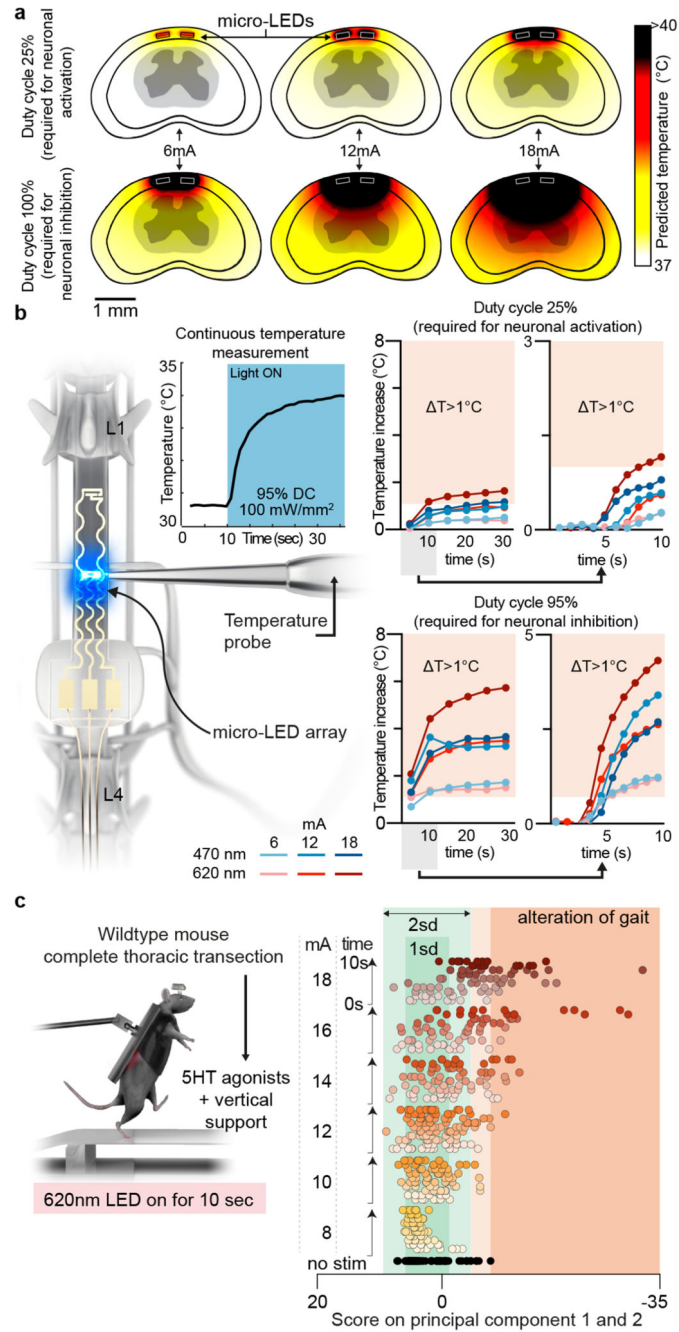 a
micro-LEDs
Duty cycle 25%
(required for neuronal
activation)
6mA
12mA
18mA
Duty cycle 100%
(required for
neuronal inhibition)
1 mm
>40
Predicted temperature (°C)
37
b
Continuous temperature
measurement
35
Temperature (°C)
30
Light ON
95% DC
100 mW/mm²
10
30
Time (sec)
L1
Temperature
probe
micro-LED array
L4
mA
6 12 18
470 nm
620 nm
Duty cycle 25%
(required for neuronal activation)
8
Temperature increase (°C)
0
ΔT>1°C
10 20 30
time (s)
3
0
ΔT>1°C
5 10
time (s)
Duty cycle 95%
(required for neuronal inhibition)
8
Temperature increase (°C)
0
ΔT>1°C
10 20 30
time (s)
5
0
ΔT>1°C
5 10
time (s)
c
Wildtype mouse
complete thoracic transection
5HT agonists
+ vertical
support
620nm LED on for 10 sec
mA
time
2sd
1sd
alteration of gait
10s
18
0s
16
14
12
10
8
no stim
20 0 -35
Score on principal component 1 and 2